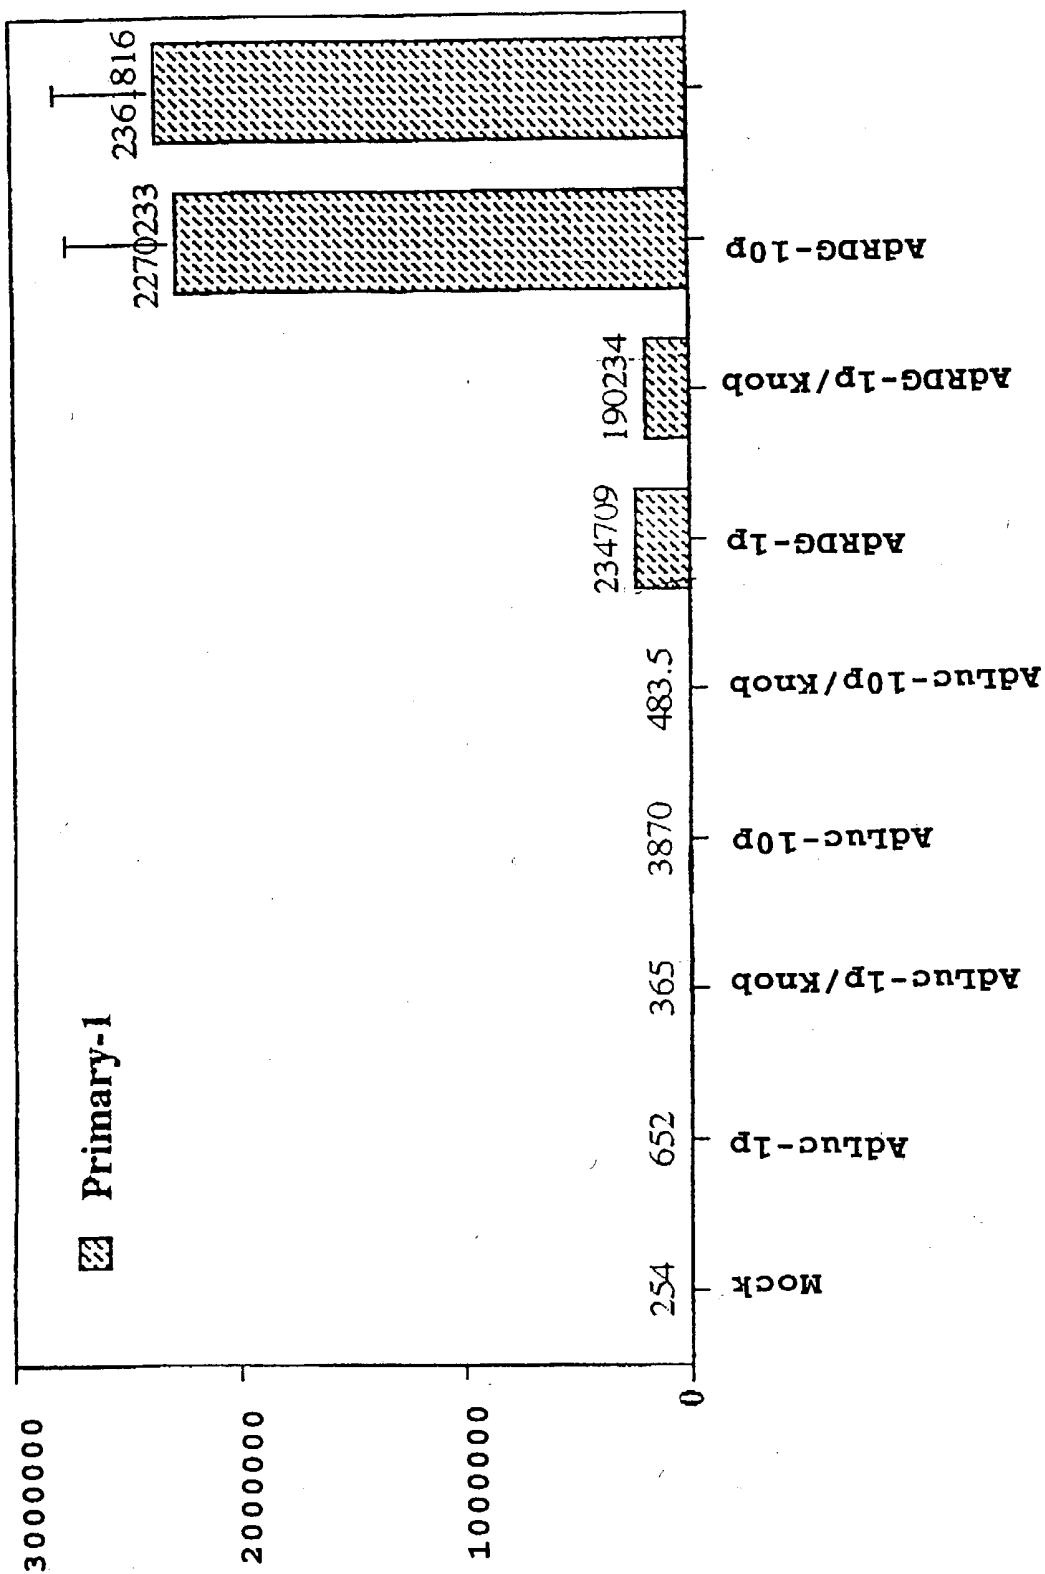 Primary-1
3000000
2000000
1000000
0
254
652
365
3870
483.5
234709
190234
2270233
2361816
Mock
AdLuc-1p
AdLuc-1p/Knob
AdLuc-10p
AdLuc-10p/Knob
AdRDG-1p
AdRDG-1p/Knob
AdRDG-10p